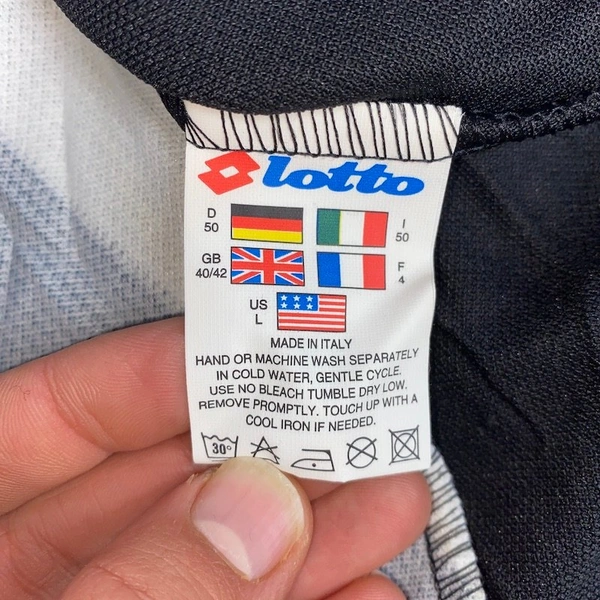 lotto
D
50
I
50
GB
40/42
F
4
US
L
MADE IN ITALY
HAND OR MACHINE WASH SEPARATELY
IN COLD WATER, GENTLE CYCLE.
USE NO BLEACH TUMBLE DRY LOW.
REMOVE PROMPTLY. TOUCH UP WITH A
COOL IRON IF NEEDED.
30°